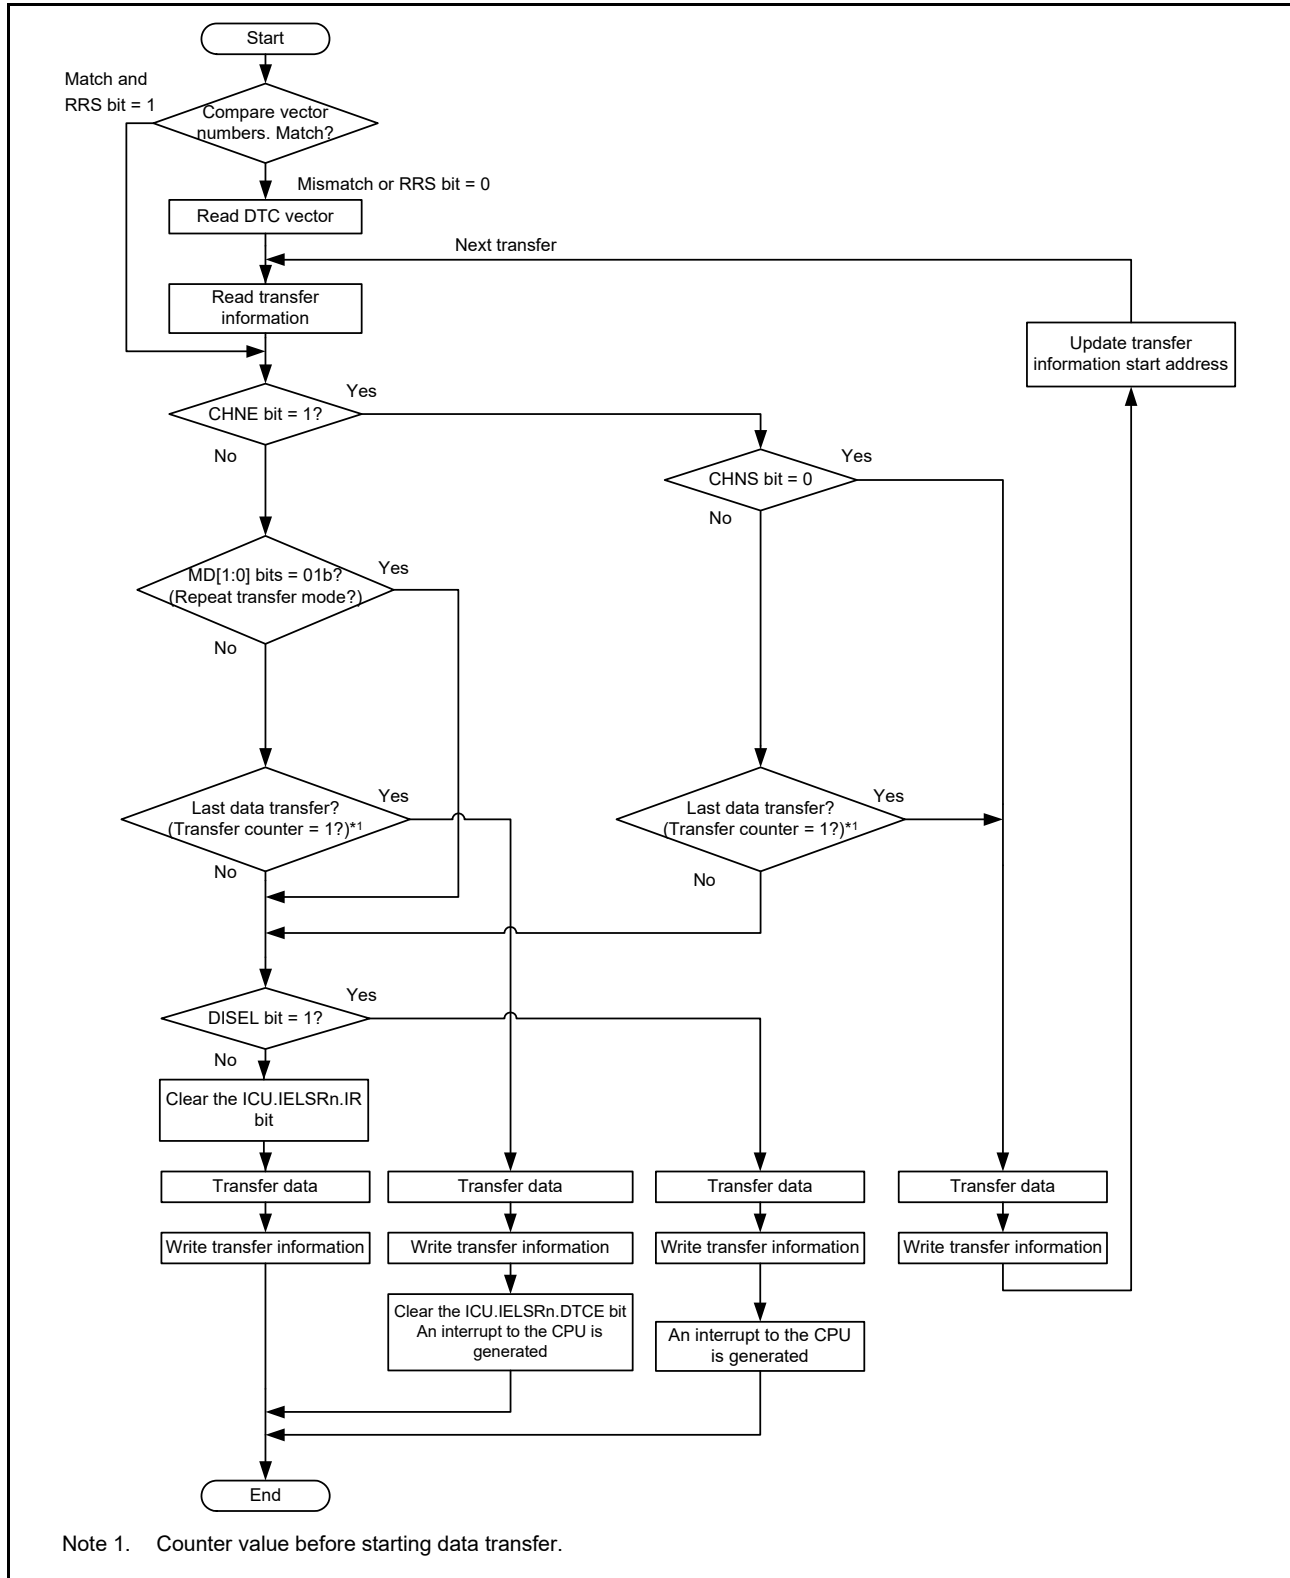 Start
Match and
RRS bit = 1
Compare vector
numbers. Match?
Mismatch or RRS bit = 0
Read DTC vector
Next transfer
Read transfer
information
Update transfer
information start address
Yes
CHNE bit = 1?
No
Yes
CHNS bit = 0
No
MD[1:0] bits = 01b?
(Repeat transfer mode?)
Yes
No
Last data transfer?
(Transfer counter = 1?)*1
Yes
No
Last data transfer?
(Transfer counter = 1?)*1
Yes
No
Yes
DISEL bit = 1?
No
Clear the ICU.IELSRn.IR
bit
Transfer data
Transfer data
Transfer data
Transfer data
Write transfer information
Write transfer information
Write transfer information
Write transfer information
Clear the ICU.IELSRn.DTCE bit
An interrupt to the CPU is
generated
An interrupt to the CPU
is generated
End
Note 1. Counter value before starting data transfer.